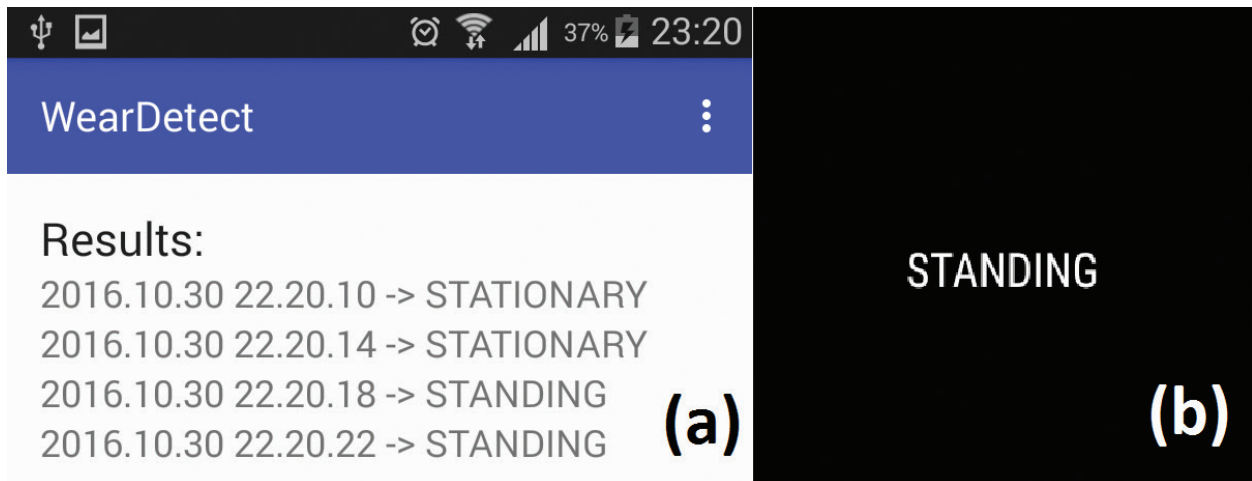 37% 23:20
WearDetect
Results:
2016.10.30 22.20.10 -> STATIONARY
2016.10.30 22.20.14 -> STATIONARY
2016.10.30 22.20.18 -> STANDING
2016.10.30 22.20.22 -> STANDING
(a)
STANDING
(b)